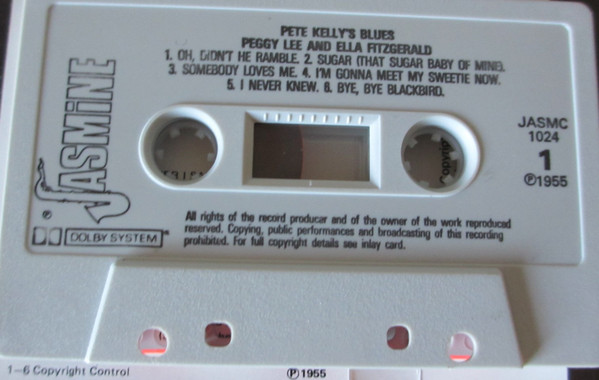 PETE KELLY'S BLUES
PEGGY LEE AND ELLA FITZGERALD
1. OH, DIDN'T HE RAMBLE. 2. SUGAR (THAT SUGAR BABY OF MINE).
3. SOMEBODY LOVES ME. 4. I'M GONNA MEET MY SWEETIE NOW.
5. I NEVER KNEW. 6. BYE, BYE BLACKBIRD.
JASMiNE
®
DOLBY SYSTEM
JASMC
1024
1
℗1955
Copyrig
All rights of the record producer and of the owner of the work reproduced
reserved. Copying, public performances and broadcasting of this recording
prohibited. For full copyright details see inlay card.
1–6 Copyright Control
℗1955